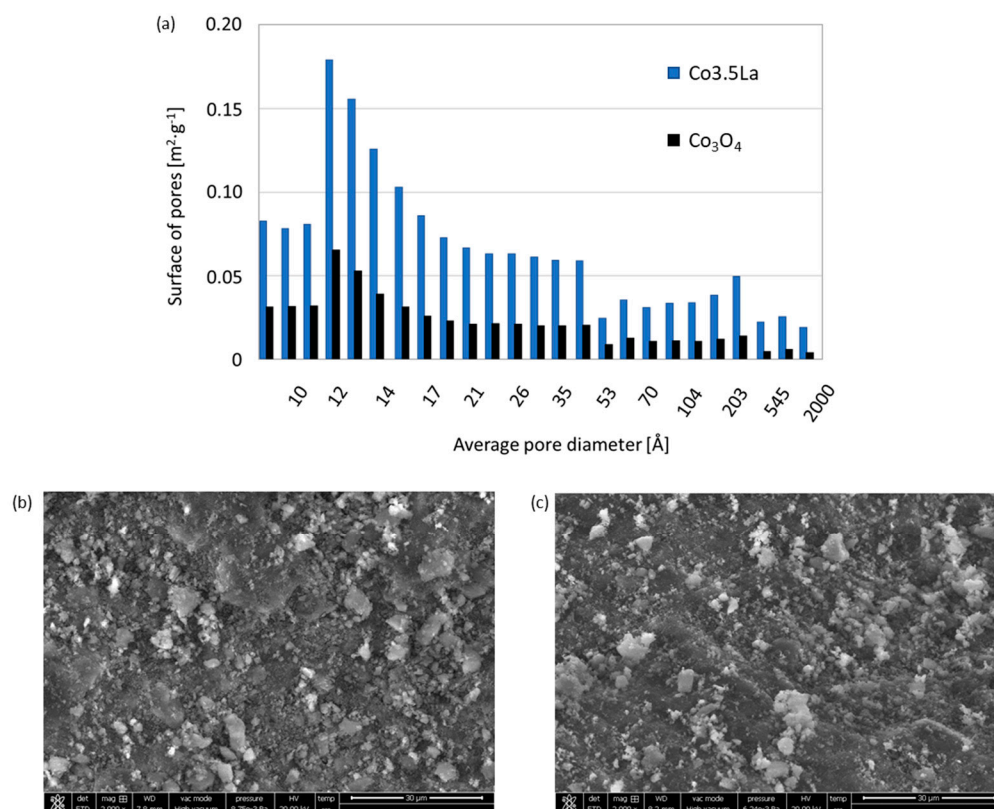 (a)
0.20
0.15
0.10
0.05
0
Surface of pores [m²·g⁻¹]
Co3.5La
Co₃O₄
10 12 14 17 21 26 35 53 70 104 203 545 2000
Average pore diameter [Å]
(b)
(c)
det mag WD vac mode pressure HV temp
30 µm
det mag WD vac mode pressure HV temp
30 µm